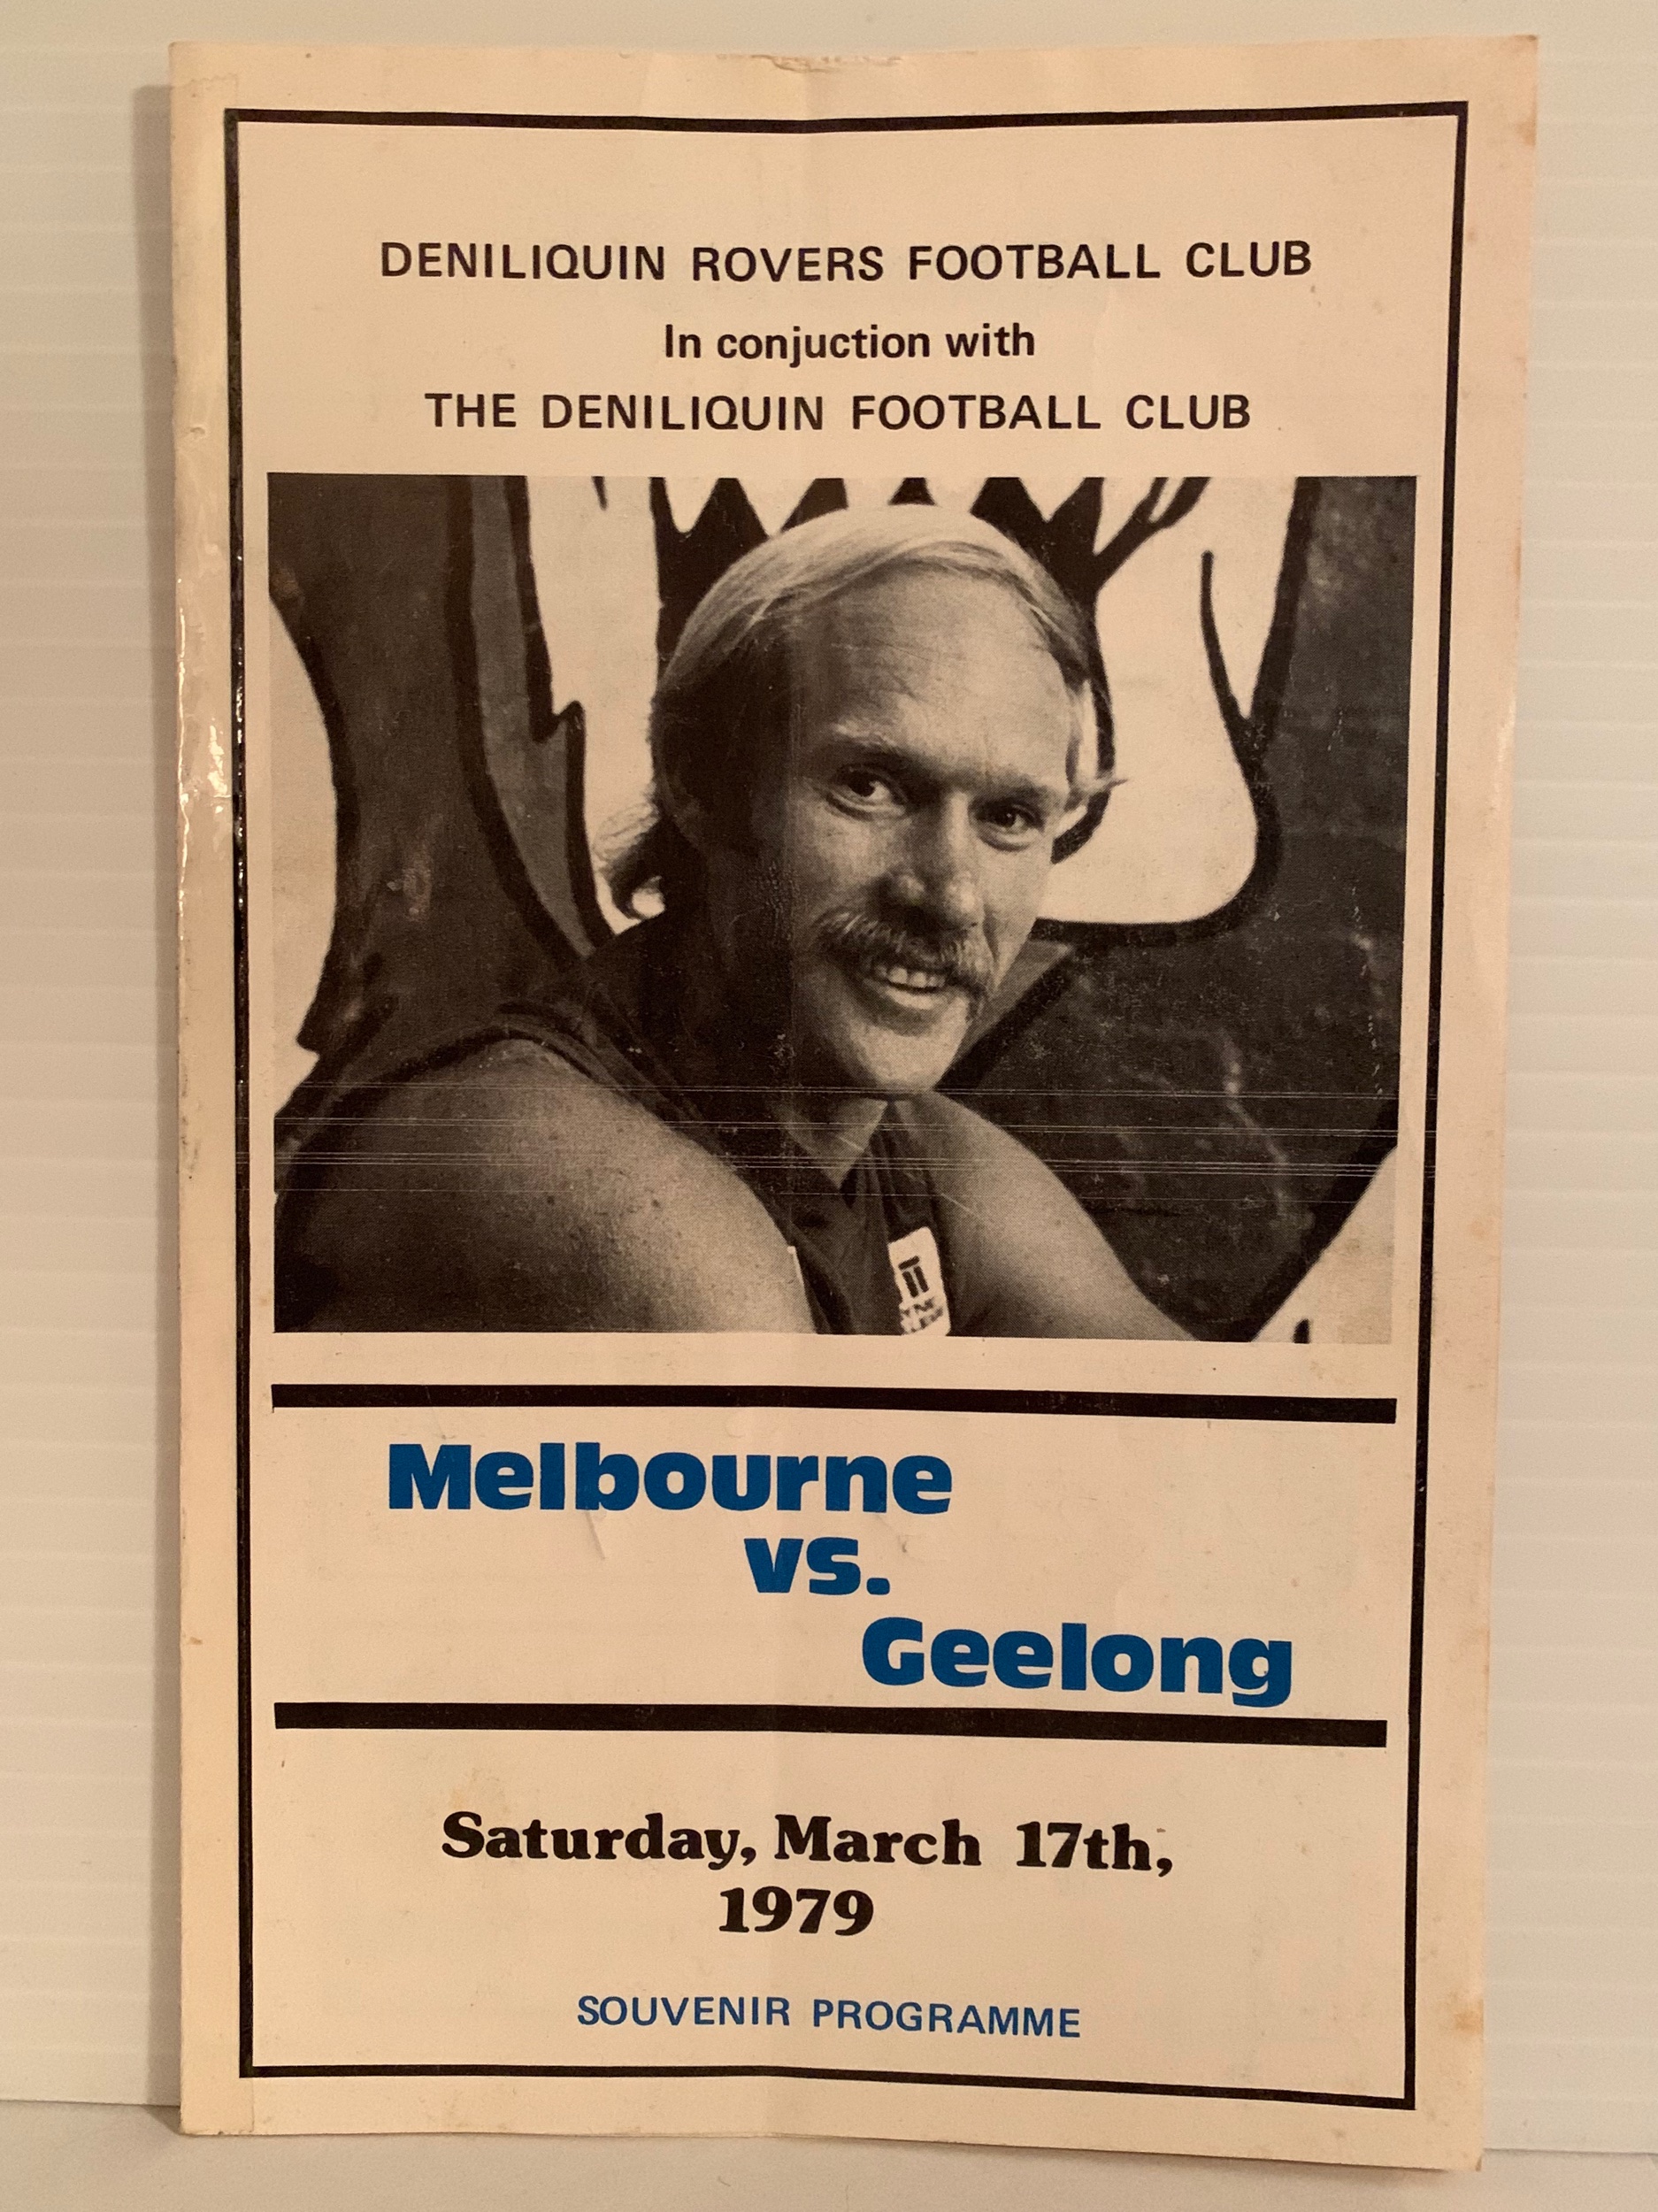 DENILIQUIN ROVERS FOOTBALL CLUB
In conjuction with
THE DENILIQUIN FOOTBALL CLUB
Melbourne
vs.
Geelong
Saturday, March 17th,
1979
SOUVENIR PROGRAMME